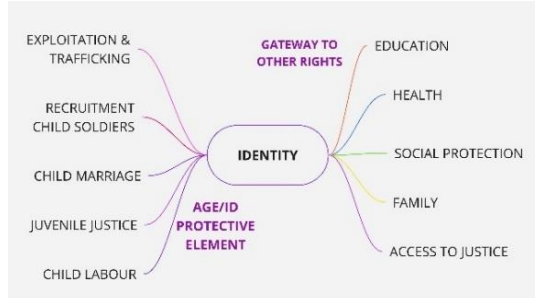 EXPLOITATION &
TRAFFICKING
RECRUITMENT
CHILD SOLDIERS
CHILD MARRIAGE
JUVENILE JUSTICE
CHILD LABOUR
AGE/ID
PROTECTIVE
ELEMENT
IDENTITY
GATEWAY TO
OTHER RIGHTS
EDUCATION
HEALTH
SOCIAL PROTECTION
FAMILY
ACCESS TO JUSTICE